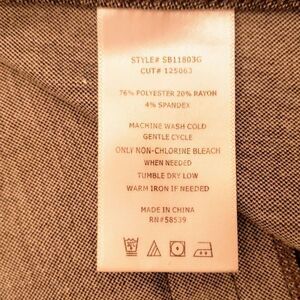 STYLE# SB11803G
CUT# 125063
76% POLYESTER 20% RAYON
4% SPANDEX
MACHINE WASH COLD
GENTLE CYCLE
ONLY NON-CHLORINE BLEACH
WHEN NEEDED
TUMBLE DRY LOW
WARM IRON IF NEEDED
MADE IN CHINA
RN#58539